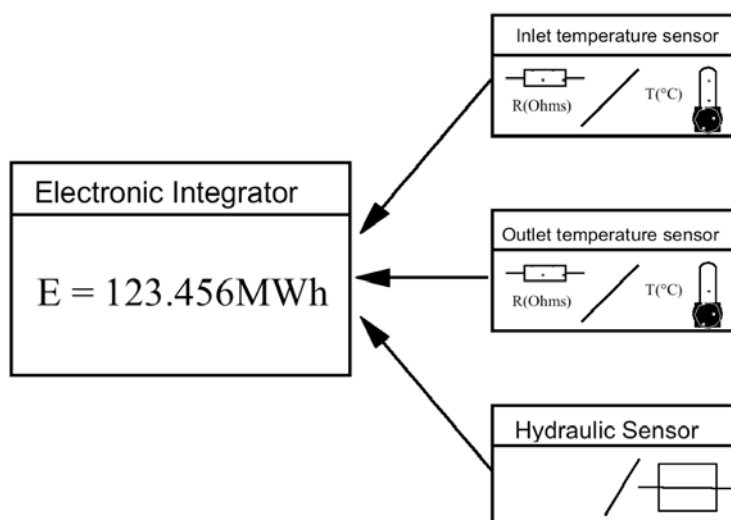 Inlet temperature sensor
R(Ohms)
T(°C)
Electronic Integrator
E = 123.456MWh
Outlet temperature sensor
R(Ohms)
T(°C)
Hydraulic Sensor